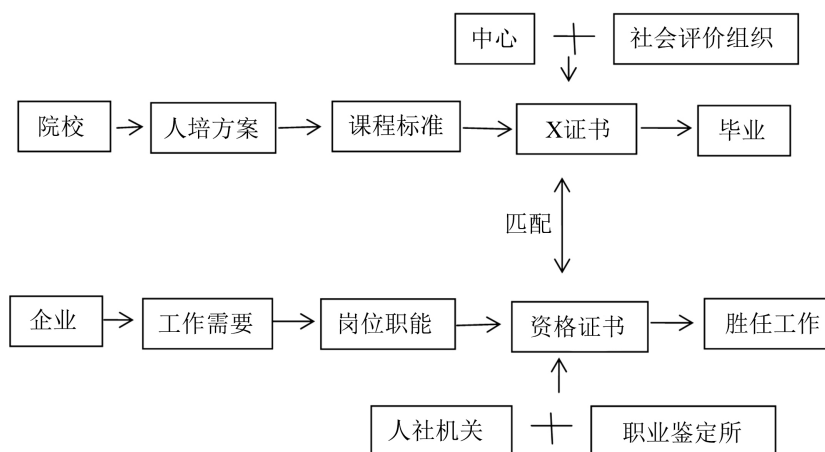 中心 社会评价组织
院校 人培方案 课程标准 X证书 毕业
匹配
企业 工作需要 岗位职能 资格证书 胜任工作
人社机关 职业鉴定所